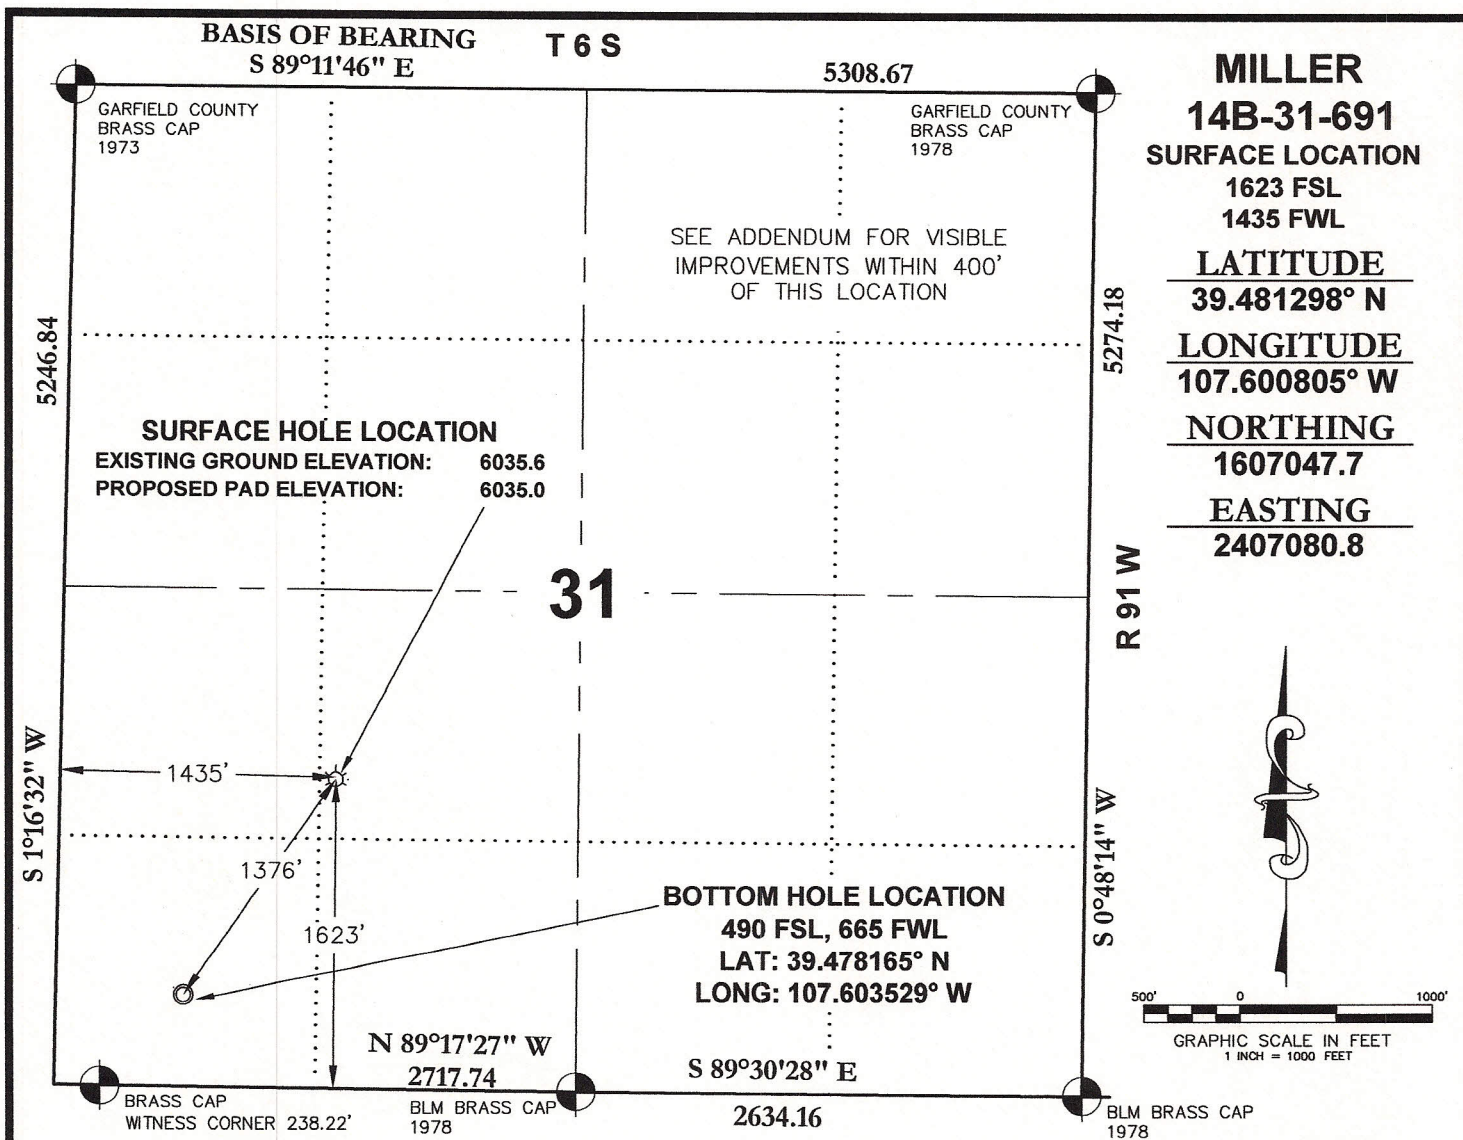 BASIS OF BEARING
S 89°11'46" E
T 6 S
5308.67
GARFIELD COUNTY
BRASS CAP
1973
GARFIELD COUNTY
BRASS CAP
1978
SEE ADDENDUM FOR VISIBLE
IMPROVEMENTS WITHIN 400'
OF THIS LOCATION
5246.84
5274.18
SURFACE HOLE LOCATION
EXISTING GROUND ELEVATION: 6035.6
PROPOSED PAD ELEVATION: 6035.0
31
R 91 W
S 1°16'32" W
1435'
1376'
1623'
S 0°48'14" W
BOTTOM HOLE LOCATION
490 FSL, 665 FWL
LAT: 39.478165° N
LONG: 107.603529° W
N 89°17'27" W
2717.74
S 89°30'28" E
2634.16
BRASS CAP
WITNESS CORNER 238.22'
BLM BRASS CAP
1978
BLM BRASS CAP
1978
MILLER
14B-31-691
SURFACE LOCATION
1623 FSL
1435 FWL
LATITUDE
39.481298° N
LONGITUDE
107.600805° W
NORTHING
1607047.7
EASTING
2407080.8
500' 0 1000'
GRAPHIC SCALE IN FEET
1 INCH = 1000 FEET